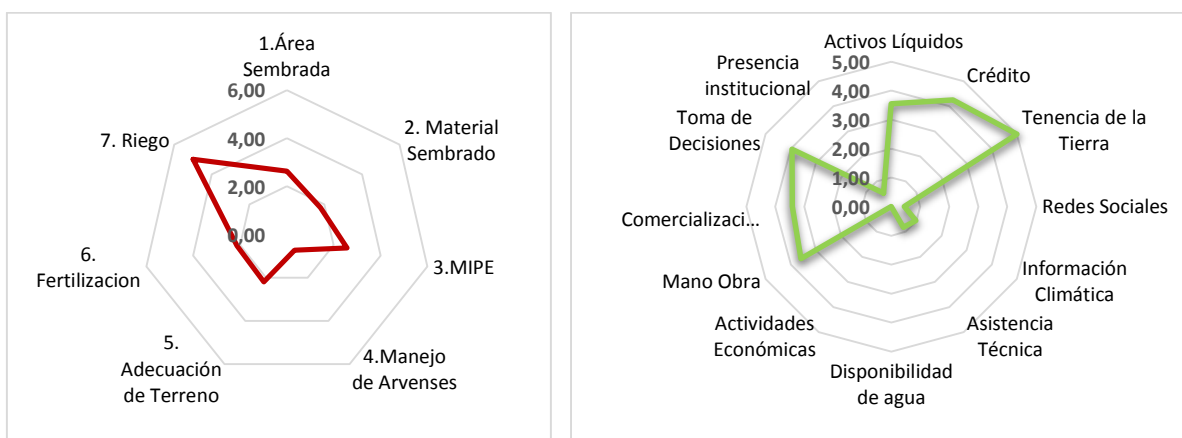 1.Área
Sembrada
6,00
4,00
2,00
0,00
2. Material
Sembrado
3.MIPE
4.Manejo
de Arvenses
5.
Adecuación
de Terreno
6.
Fertilizacion
7. Riego
Activos Líquidos
5,00
4,00
3,00
2,00
1,00
0,00
Crédito
Tenencia de la
Tierra
Redes Sociales
Información
Climática
Asistencia
Técnica
Disponibilidad
de agua
Actividades
Económicas
Mano Obra
Comercializaci...
Toma de
Decisiones
Presencia
institucional